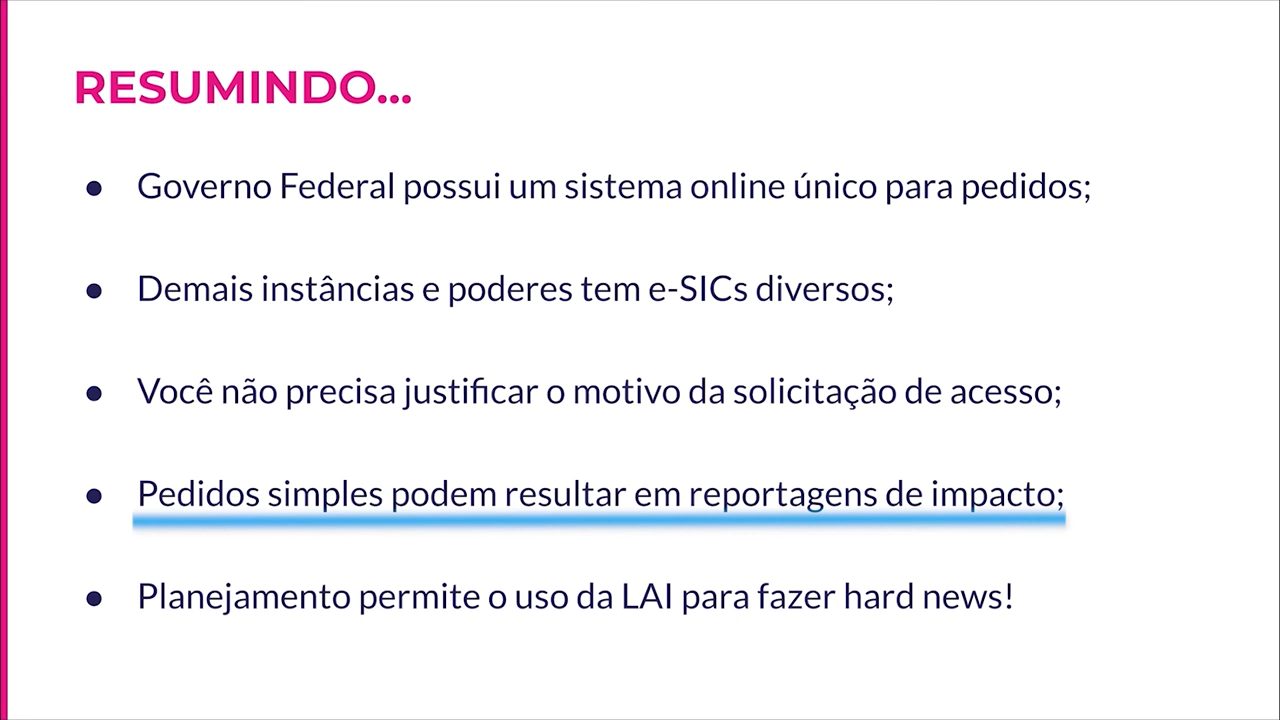 RESUMINDO...
● Governo Federal possui um sistema online único para pedidos;
● Demais instâncias e poderes tem e-SICs diversos;
● Você não precisa justificar o motivo da solicitação de acesso;
● Pedidos simples podem resultar em reportagens de impacto;
● Planejamento permite o uso da LAI para fazer hard news!